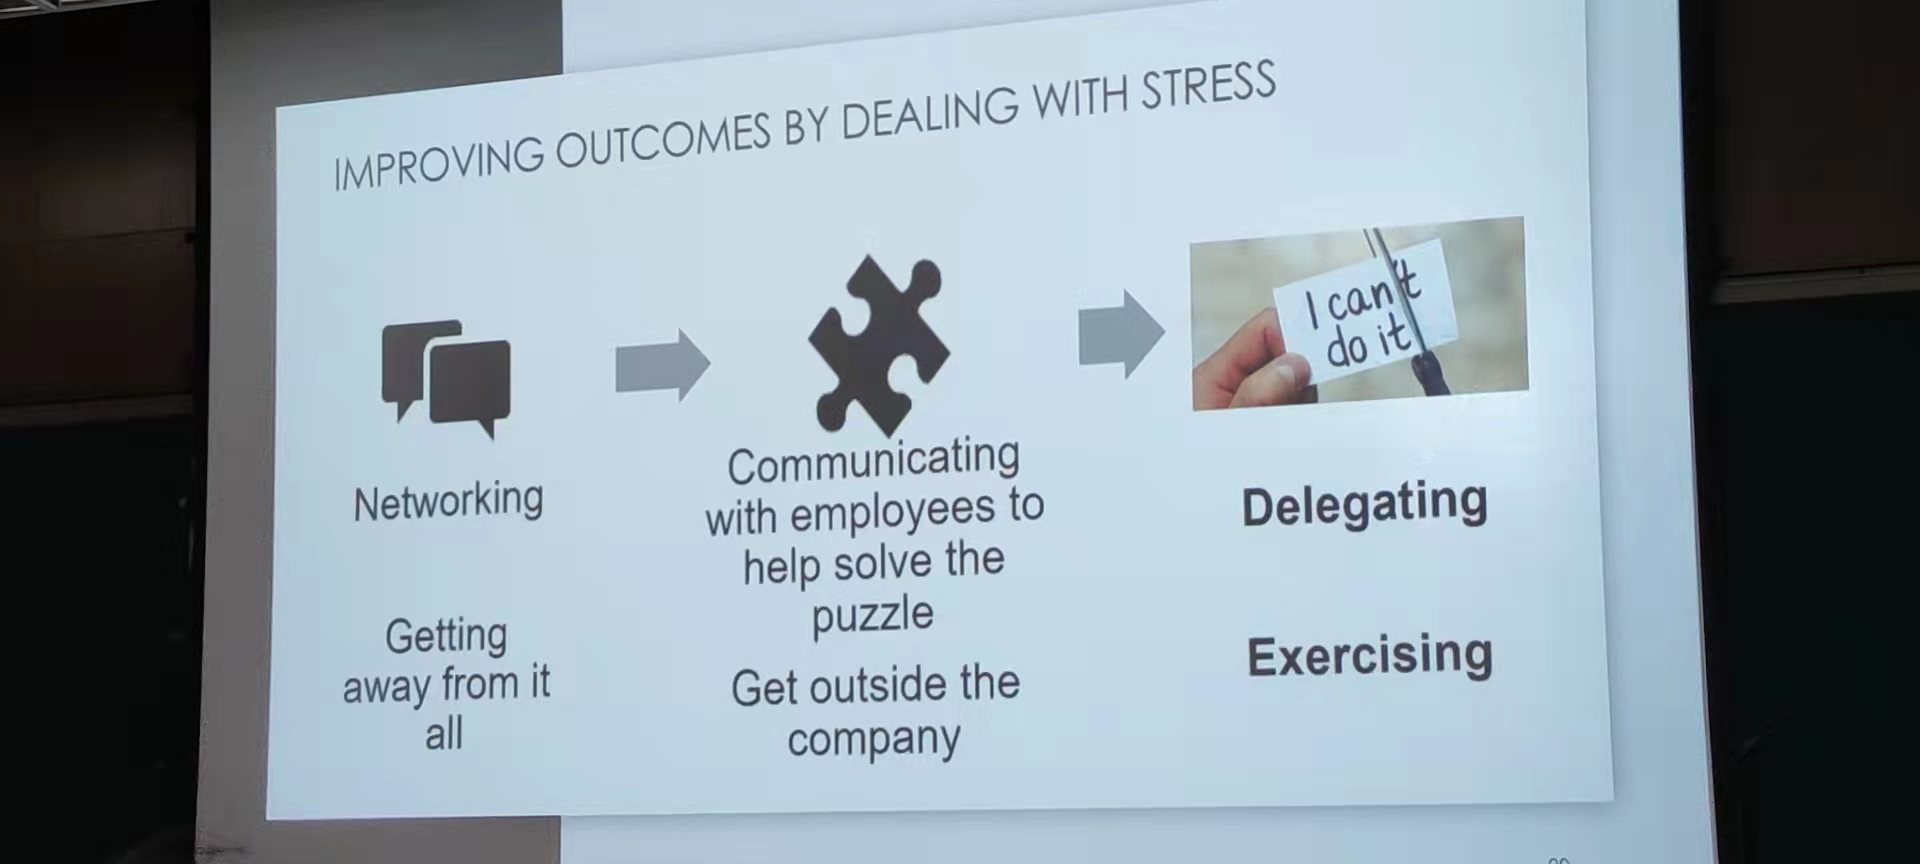 IMPROVING OUTCOMES BY DEALING WITH STRESS
I can't
do it
Networking
Getting
away from it
all
Communicating
with employees to
help solve the
puzzle
Get outside the
company
Delegating
Exercising